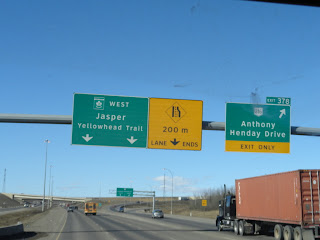 WEST
Jasper
Yellowhead Trail
200 m
LANE ENDS
EXIT 378
Anthony
Henday Drive
EXIT ONLY